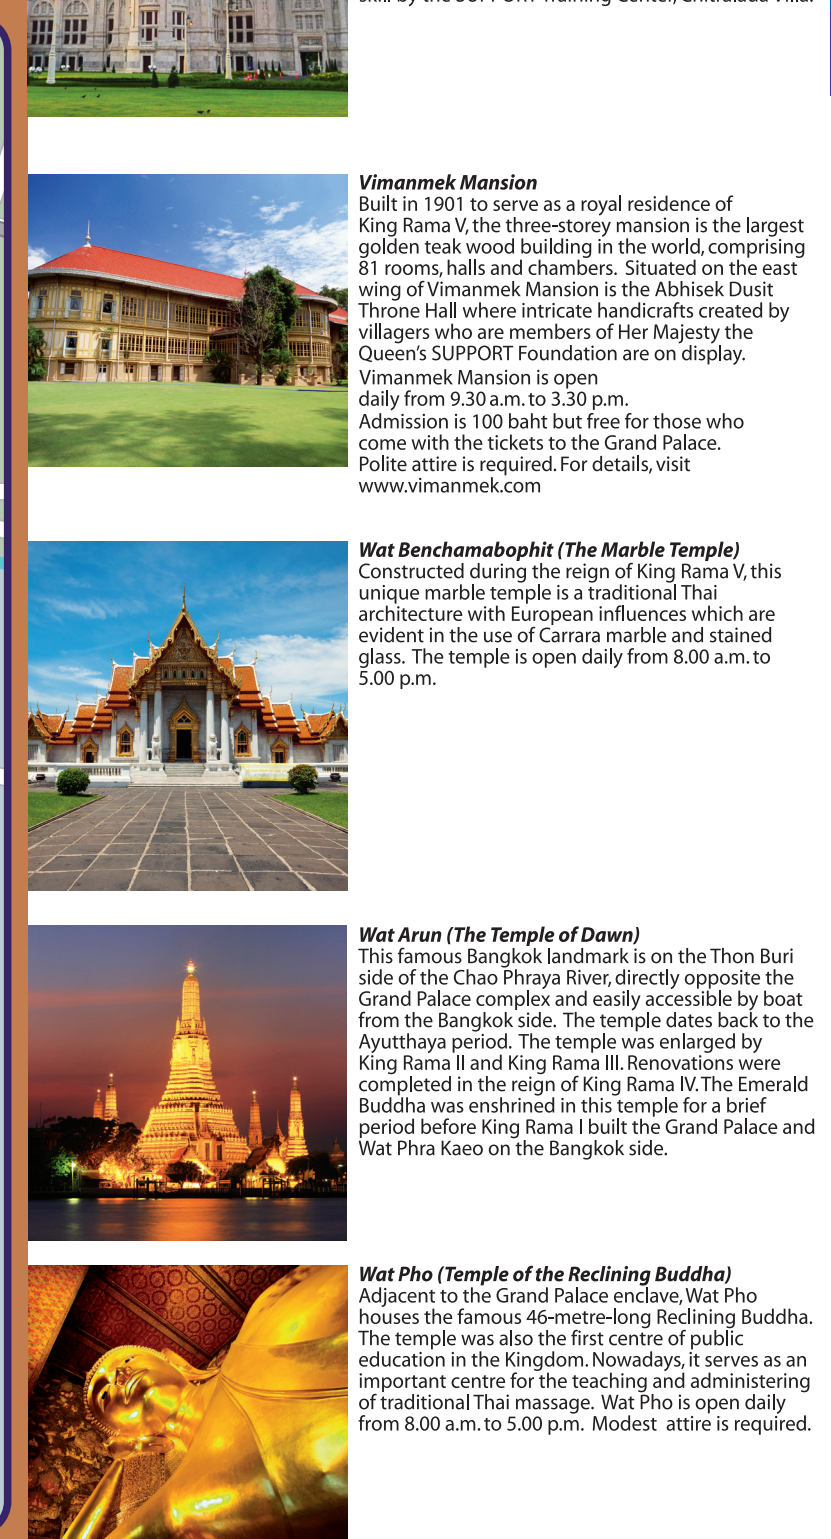 skill by the SUPPORT Training Center, Chitralada Villa.
Vimanmek Mansion
Built in 1901 to serve as a royal residence of
King Rama V, the three-storey mansion is the largest
golden teak wood building in the world, comprising
81 rooms, halls and chambers. Situated on the east
wing of Vimanmek Mansion is the Abhisek Dusit
Throne Hall where intricate handicrafts created by
villagers who are members of Her Majesty the
Queen's SUPPORT Foundation are on display.
Vimanmek Mansion is open
daily from 9.30 a.m. to 3.30 p.m.
Admission is 100 baht but free for those who
come with the tickets to the Grand Palace.
Polite attire is required. For details, visit
www.vimanmek.com
Wat Benchamabophit (The Marble Temple)
Constructed during the reign of King Rama V, this
unique marble temple is a traditional Thai
architecture with European influences which are
evident in the use of Carrara marble and stained
glass. The temple is open daily from 8.00 a.m. to
5.00 p.m.
Wat Arun (The Temple of Dawn)
This famous Bangkok landmark is on the Thon Buri
side of the Chao Phraya River, directly opposite the
Grand Palace complex and easily accessible by boat
from the Bangkok side. The temple dates back to the
Ayutthaya period. The temple was enlarged by
King Rama II and King Rama III. Renovations were
completed in the reign of King Rama IV. The Emerald
Buddha was enshrined in this temple for a brief
period before King Rama I built the Grand Palace and
Wat Phra Kaeo on the Bangkok side.
Wat Pho (Temple of the Reclining Buddha)
Adjacent to the Grand Palace enclave, Wat Pho
houses the famous 46-metre-long Reclining Buddha.
The temple was also the first centre of public
education in the Kingdom. Nowadays, it serves as an
important centre for the teaching and administering
of traditional Thai massage. Wat Pho is open daily
from 8.00 a.m. to 5.00 p.m. Modest attire is required.